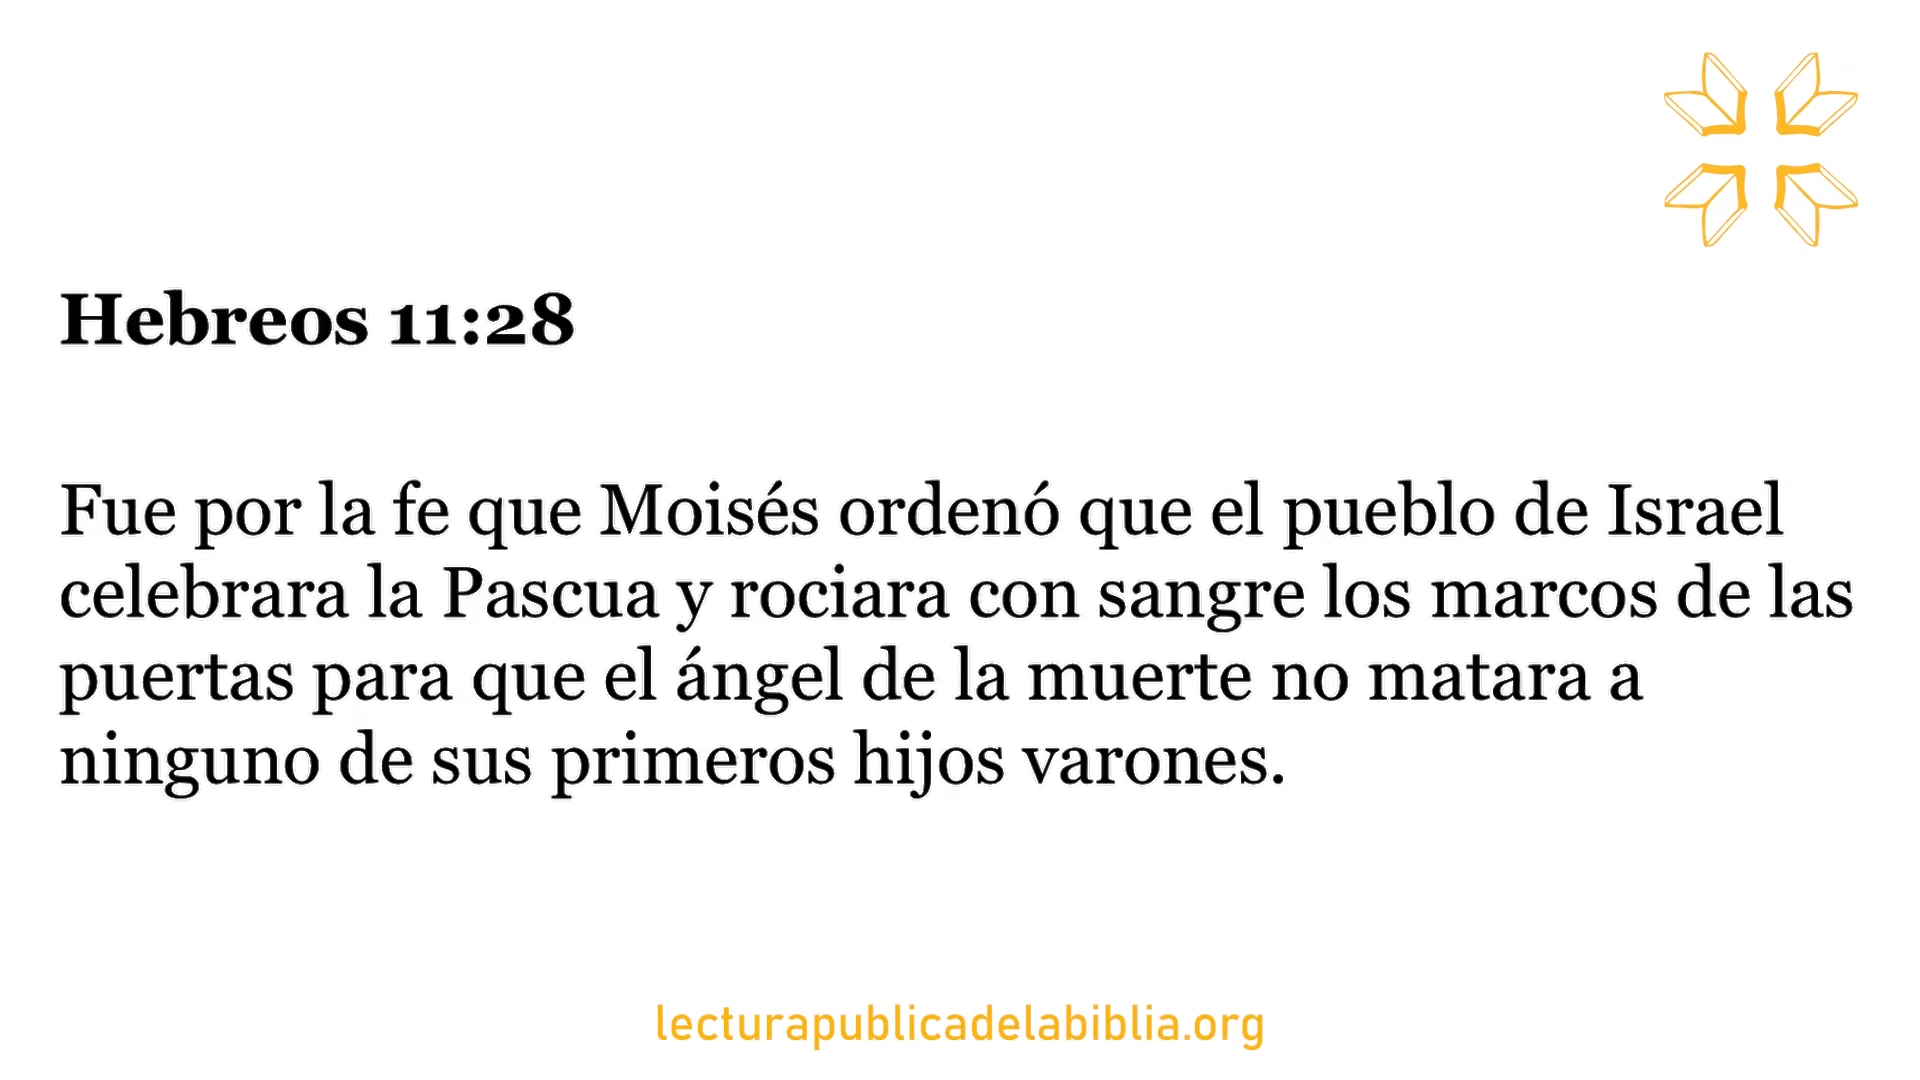 Hebreos 11:28
Fue por la fe que Moisés ordenó que el pueblo de Israel
celebrara la Pascua y rociara con sangre los marcos de las
puertas para que el ángel de la muerte no matara a
ninguno de sus primeros hijos varones.
lecturapublicadelabiblia.org